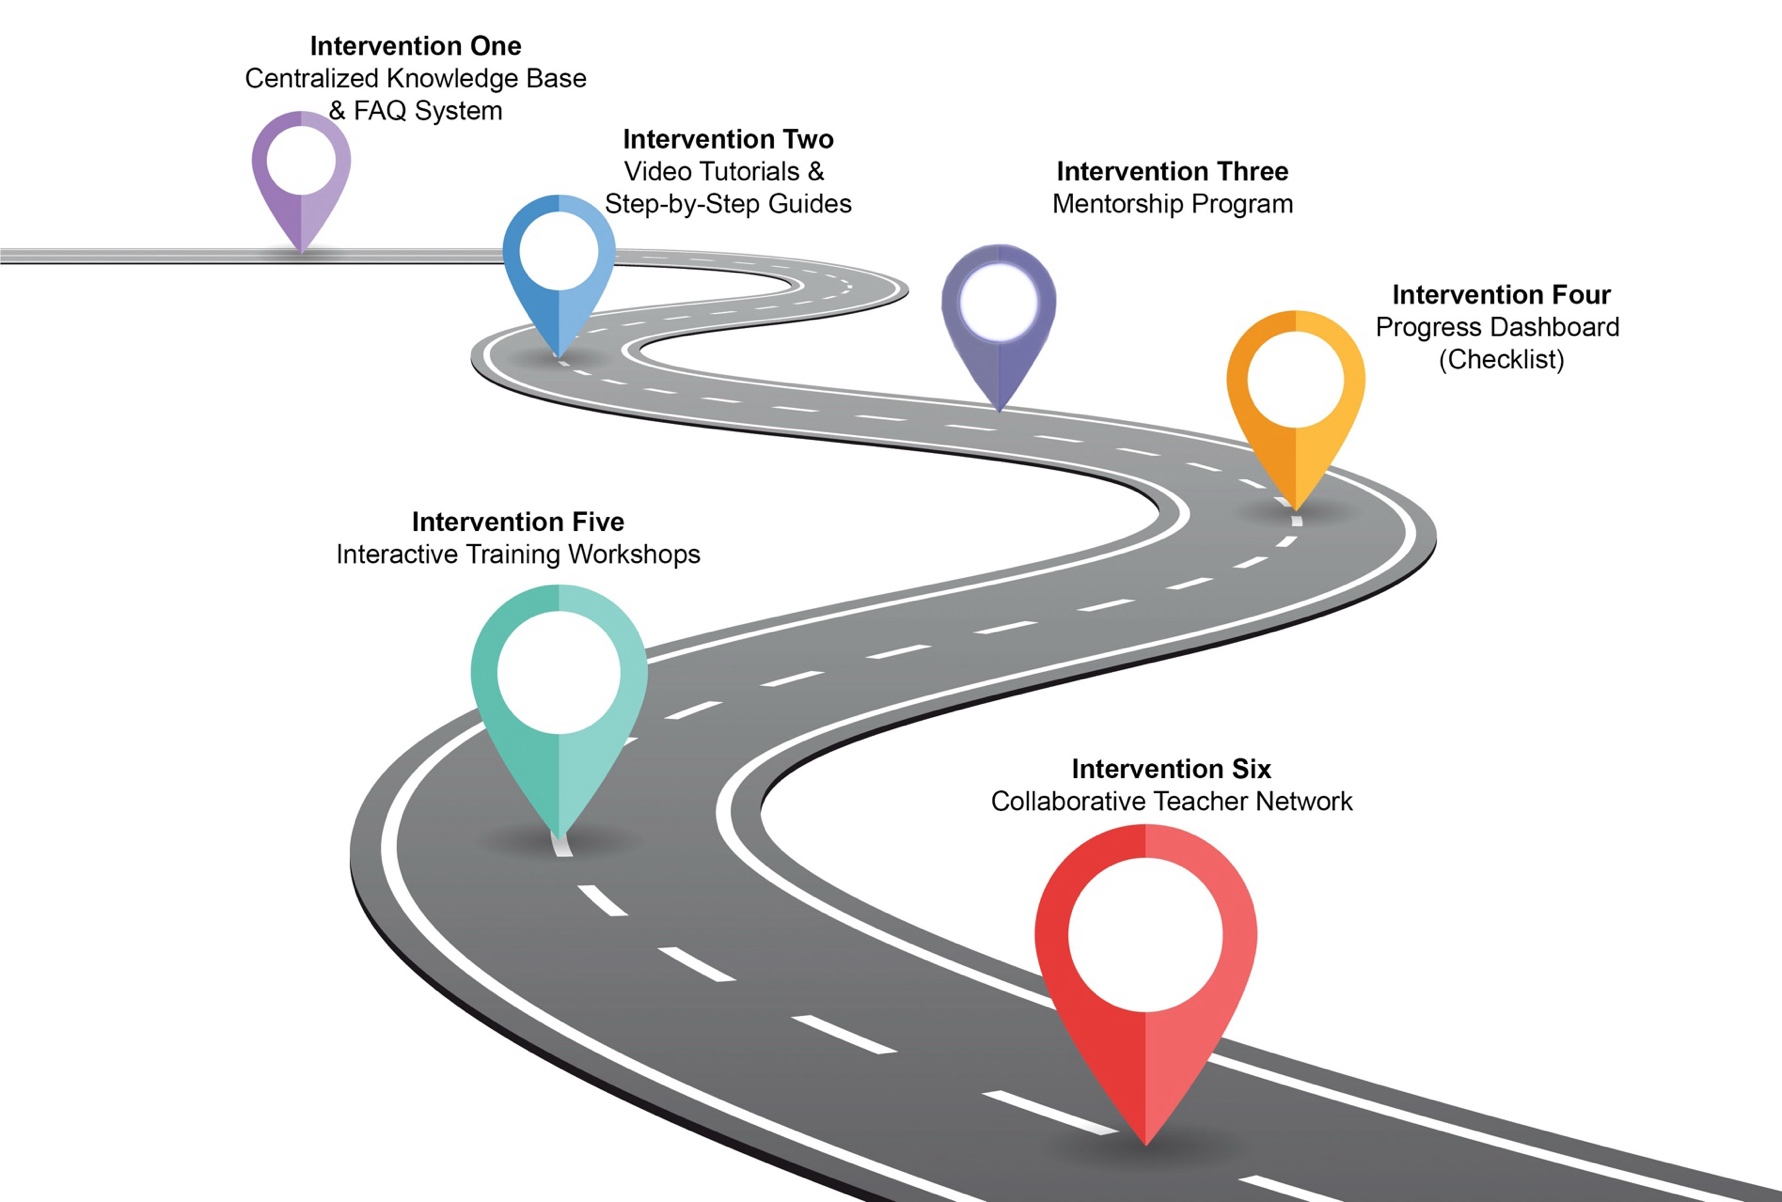 Intervention One
Centralized Knowledge Base
& FAQ System
Intervention Two
Video Tutorials &
Step-by-Step Guides
Intervention Three
Mentorship Program
Intervention Four
Progress Dashboard
(Checklist)
Intervention Five
Interactive Training Workshops
Intervention Six
Collaborative Teacher Network